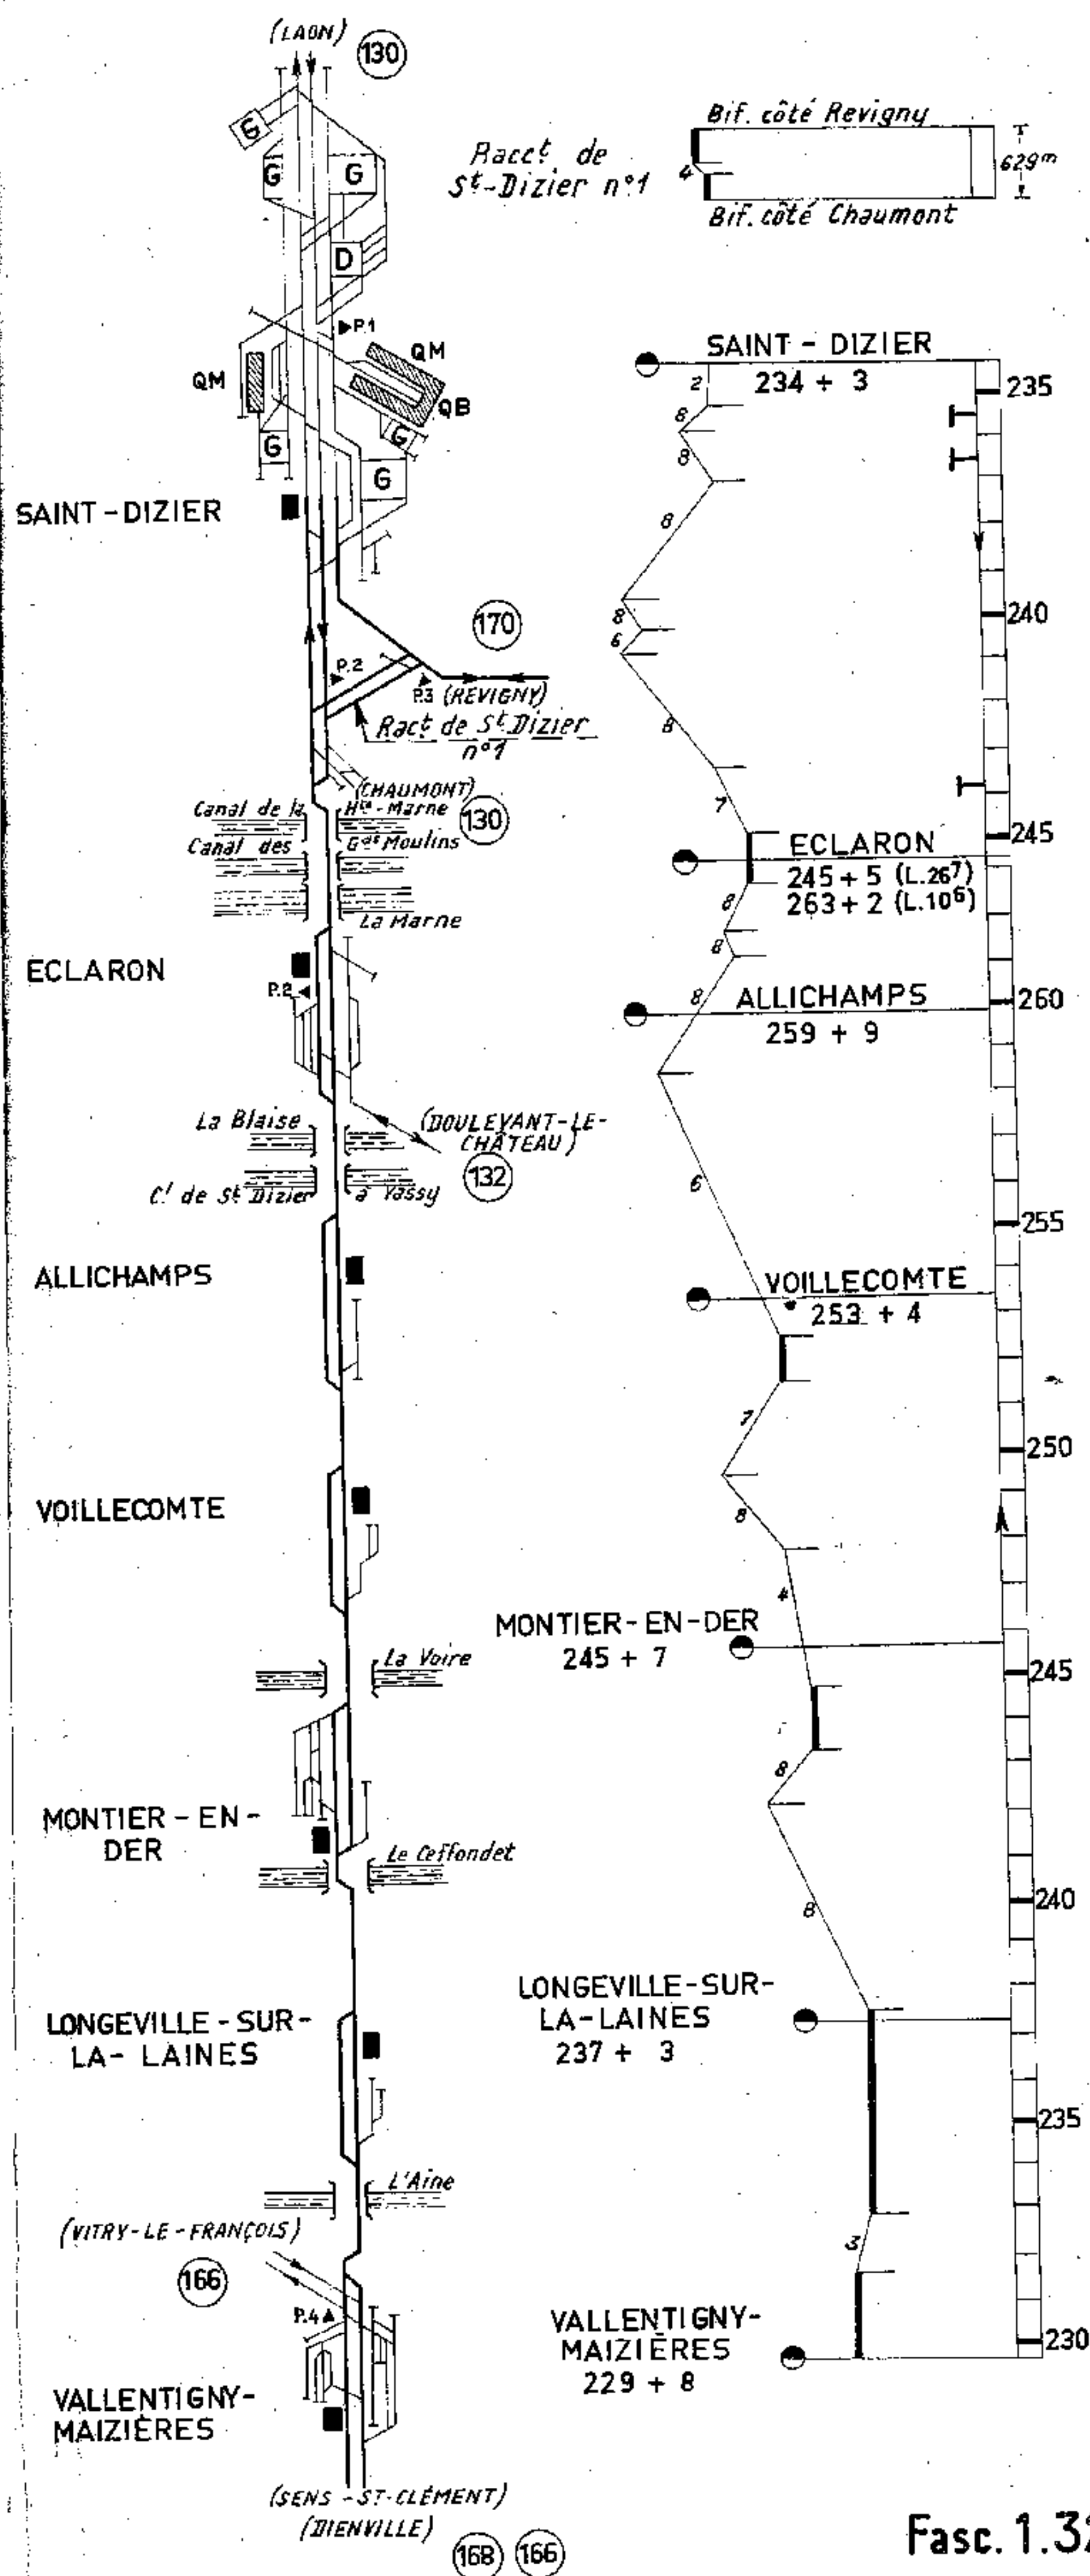 (LAON)
130
G
G
G
D
P.1
QM
QM
QB
G
G
G
SAINT-DIZIER
170
P.2
P.3 (REVIGNY)
Ract de St Dizier
n°1
(CHAUMONT)
130
Canal de la Hte-Marne
Canal des Gds Moulins
La Marne
ECLARON
P.2
La Blaise
(DOULEVANT-LE-
CHÂTEAU)
132
Cl de St Dizier à Vassy
ALLICHAMPS
VOILLECOMTE
La Voire
MONTIER-EN-
DER
Le Ceffondet
LONGEVILLE-SUR-
LA-LAINES
L'Aine
(VITRY-LE-FRANÇOIS)
166
P.4
VALLENTIGNY-
MAIZIÈRES
(SENS-ST-CLÉMENT)
(DIENVILLE)
168 166
Racct de
St-Dizier n°1
Bif. côté Revigny
4
629m
Bif. côté Chaumont
SAINT-DIZIER
234 + 3
235
2
8
8
8
240
8
6
8
7
245
ECLARON
245 + 5 (L.267)
263 + 2 (L.106)
8
8
8
ALLICHAMPS
259 + 9
260
6
255
VOILLECOMTE
253 + 4
7
250
8
4
MONTIER-EN-DER
245 + 7
245
8
240
8
LONGEVILLE-SUR-
LA-LAINES
237 + 3
235
3
VALLENTIGNY-
MAIZIÈRES
229 + 8
230